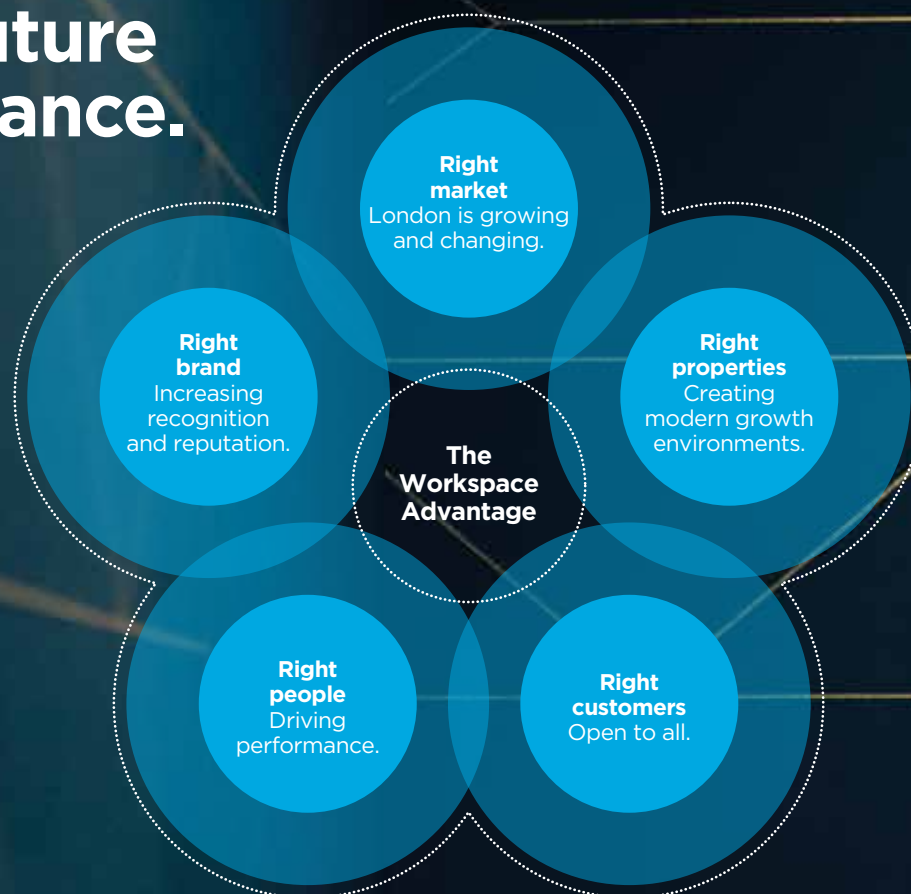 uture
ance.
Right
market
London is growing
and changing.
Right
brand
Increasing
recognition
and reputation.
Right
properties
Creating
modern growth
environments.
The
Workspace
Advantage
Right
people
Driving
performance.
Right
customers
Open to all.